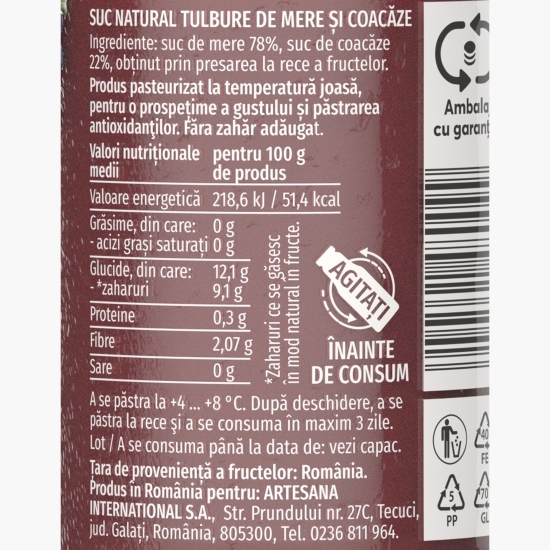 SUC NATURAL TULBURE DE MERE ȘI COACĂZE
Ingrediente: suc de mere 78%, suc de coacăze
22%, obținut prin presarea la rece a fructelor.
Produs pasteurizat la temperatură joasă,
pentru o prospețime a gustului și păstrarea
antioxidanţilor. Fără zahăr adăugat.
Valori nutriționale pentru 100 g
medii de produs
Valoare energetică 218,6 kJ / 51,4 kcal
Grăsime, din care: 0 g
- acizi grași saturați 0 g
Glucide, din care: 12,1 g
- *zaharuri 9,1 g
Proteine 0,3 g
Fibre 2,07 g
Sare 0 g
*Zaharuri ce se găsesc
în mod natural în fructe.
AGITAȚI
ÎNAINTE
DE CONSUM
A se păstra la +4 ... +8 °C. După deschidere, a se
păstra la rece şi a se consuma în maxim 3 zile.
Lot / A se consuma până la data de: vezi capac.
Țara de proveniență a fructelor: România.
Produs în România pentru: ARTESANA
INTERNATIONAL S.A., Str. Prundului nr. 27C, Tecuci,
jud. Galați, România, 805300, Tel. 0236 811 964.
Ambalaj
cu garanț
40
FE
5
PP
70
GL